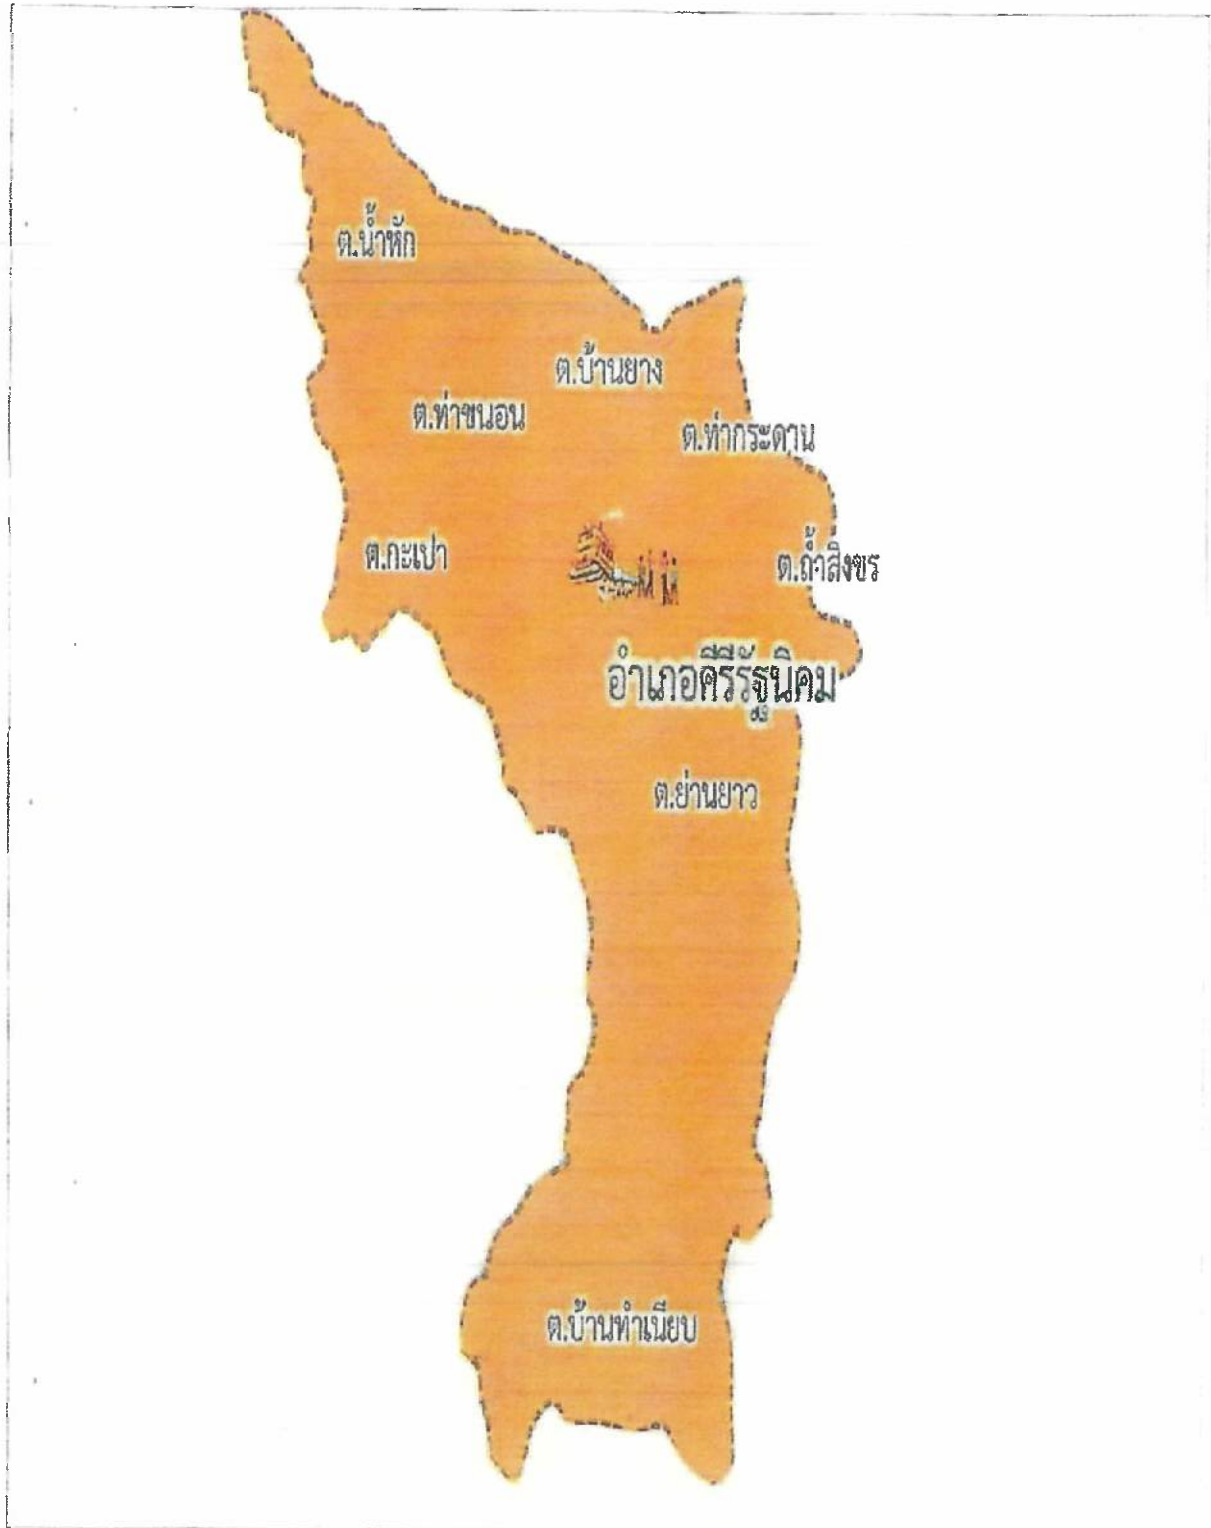 ต.น้ำหัก
ต.บ้านยาง
ต.ท่าขนอน
ต.ท่ากระดาน
ต.กะเปา
ต.ถ้ำสิงขร
อำเภอคีรีรัฐนิคม
ต.ย่านยาว
ต.บ้านทำเนียบ